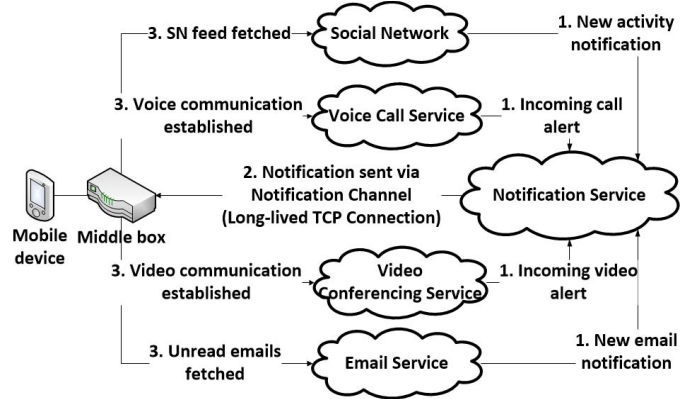 3. SN feed fetched
Social Network
1. New activity
notification
3. Voice communication
established
Voice Call Service
1. Incoming call
alert
2. Notification sent via
Notification Channel
(Long-lived TCP Connection)
Notification Service
Mobile
device
Middle box
3. Video communication
established
Video
Conferencing Service
1. Incoming video
alert
3. Unread emails
fetched
Email Service
1. New email
notification